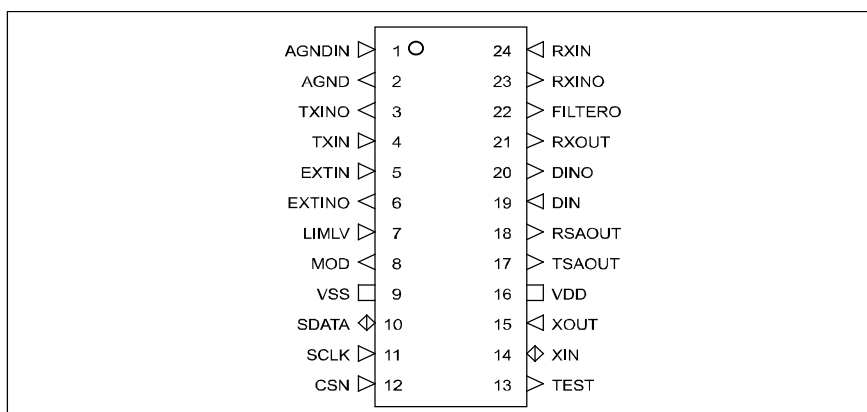 AGNDIN 1 24 RXIN
AGND 2 23 RXINO
TXINO 3 22 FILTERO
TXIN 4 21 RXOUT
EXTIN 5 20 DINO
EXTINO 6 19 DIN
LIMLV 7 18 RSAOUT
MOD 8 17 TSAOUT
VSS 9 16 VDD
SDATA 10 15 XOUT
SCLK 11 14 XIN
CSN 12 13 TEST